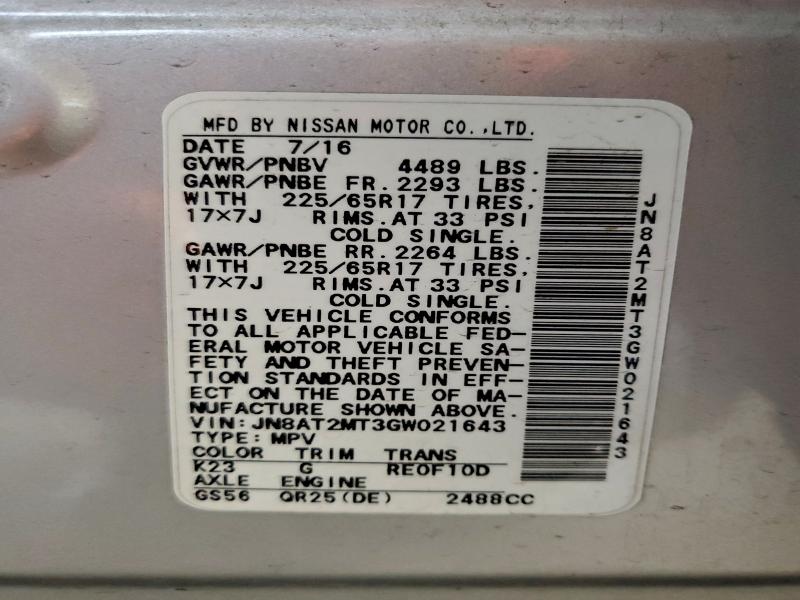 MFD BY NISSAN MOTOR CO.,LTD.
DATE 7/16
GVWR/PNBV 4489 LBS.
GAWR/PNBE FR. 2293 LBS.
WITH 225/65R17 TIRES,
17×7J RIMS.AT 33 PSI
COLD SINGLE.
GAWR/PNBE RR. 2264 LBS.
WITH 225/65R17 TIRES,
17×7J RIMS.AT 33 PSI
COLD SINGLE.
THIS VEHICLE CONFORMS
TO ALL APPLICABLE FED-
ERAL MOTOR VEHICLE SA-
FETY AND THEFT PREVEN-
TION STANDARDS IN EFF-
ECT ON THE DATE OF MA-
NUFACTURE SHOWN ABOVE.
VIN:JN8AT2MT3GW021643
TYPE:MPV
COLOR TRIM TRANS
K23 G RE0F10D
AXLE ENGINE
GS56 QR25(DE) 2488CC
JN8AT2MT3GW021643